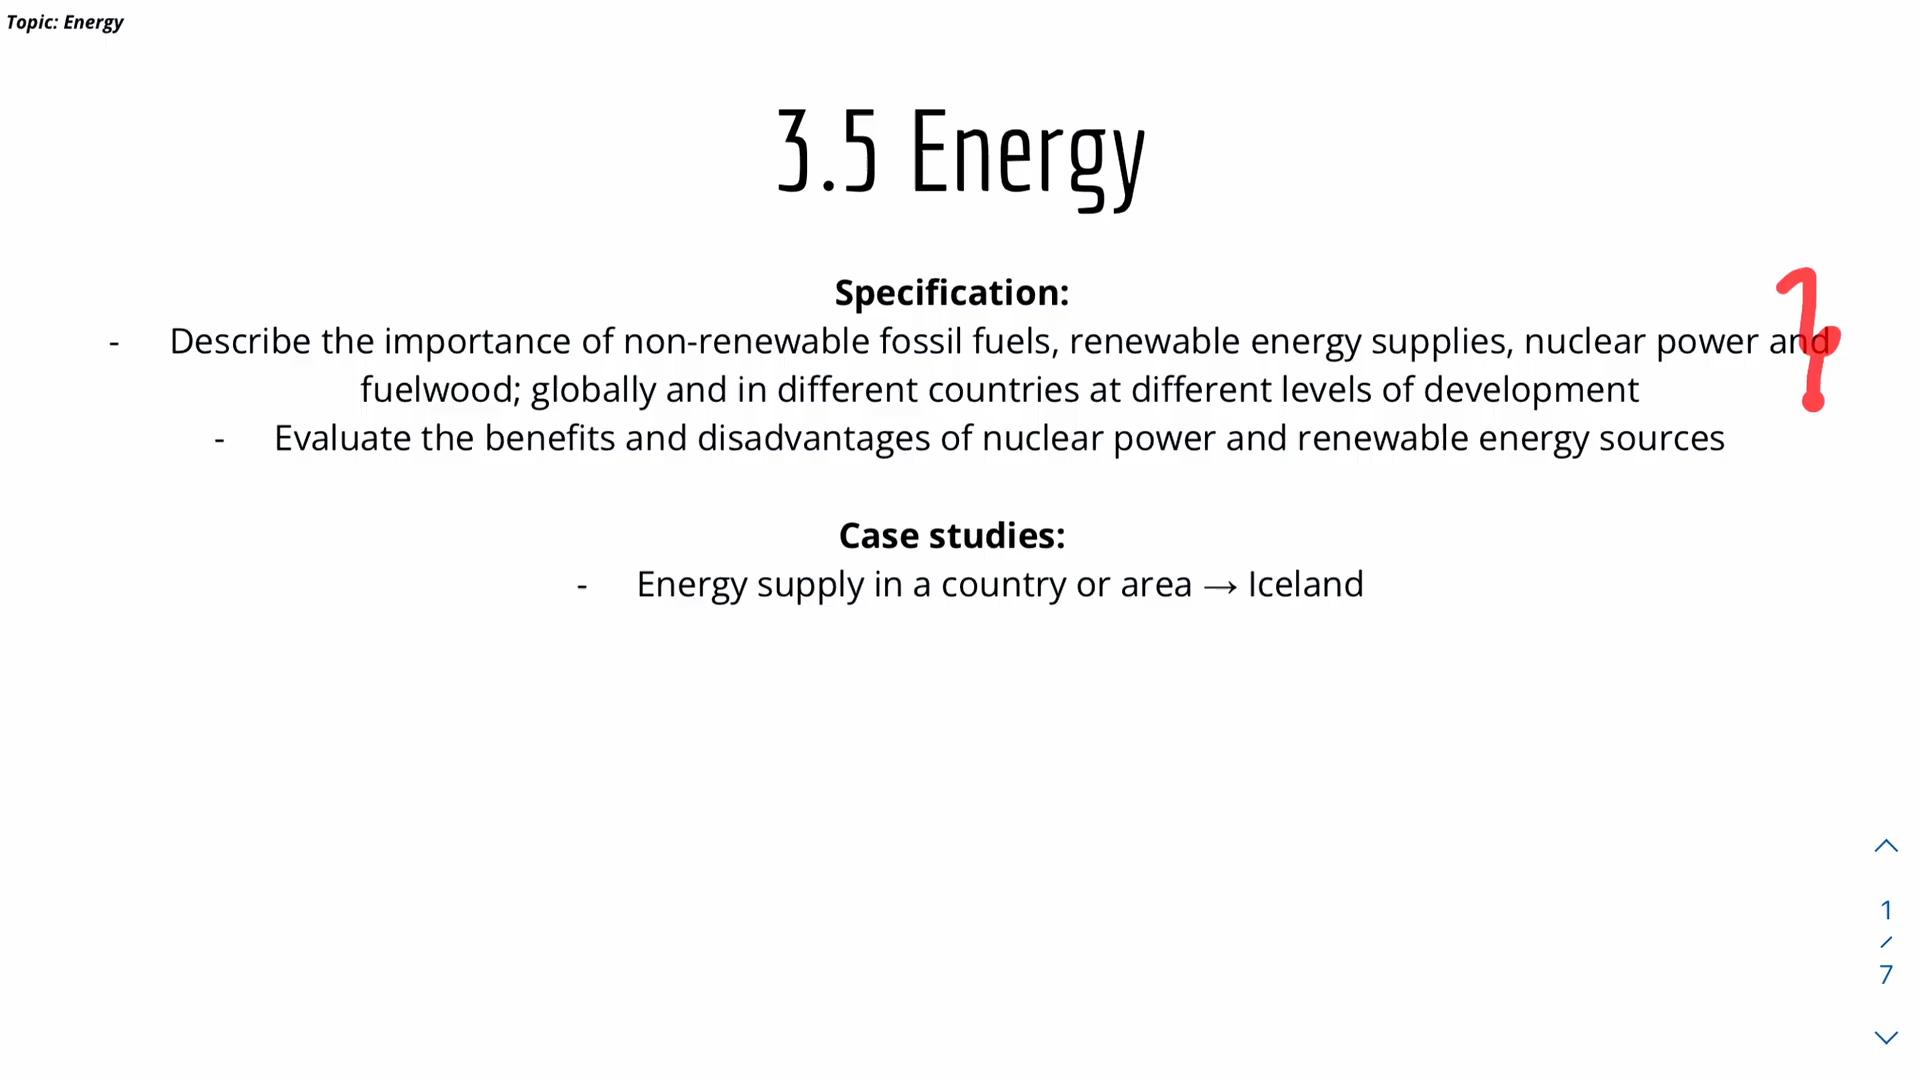 Topic: Energy
3.5 Energy
Specification:
- Describe the importance of non-renewable fossil fuels, renewable energy supplies, nuclear power and
fuelwood; globally and in different countries at different levels of development
- Evaluate the benefits and disadvantages of nuclear power and renewable energy sources
Case studies:
- Energy supply in a country or area → Iceland
1
/
7